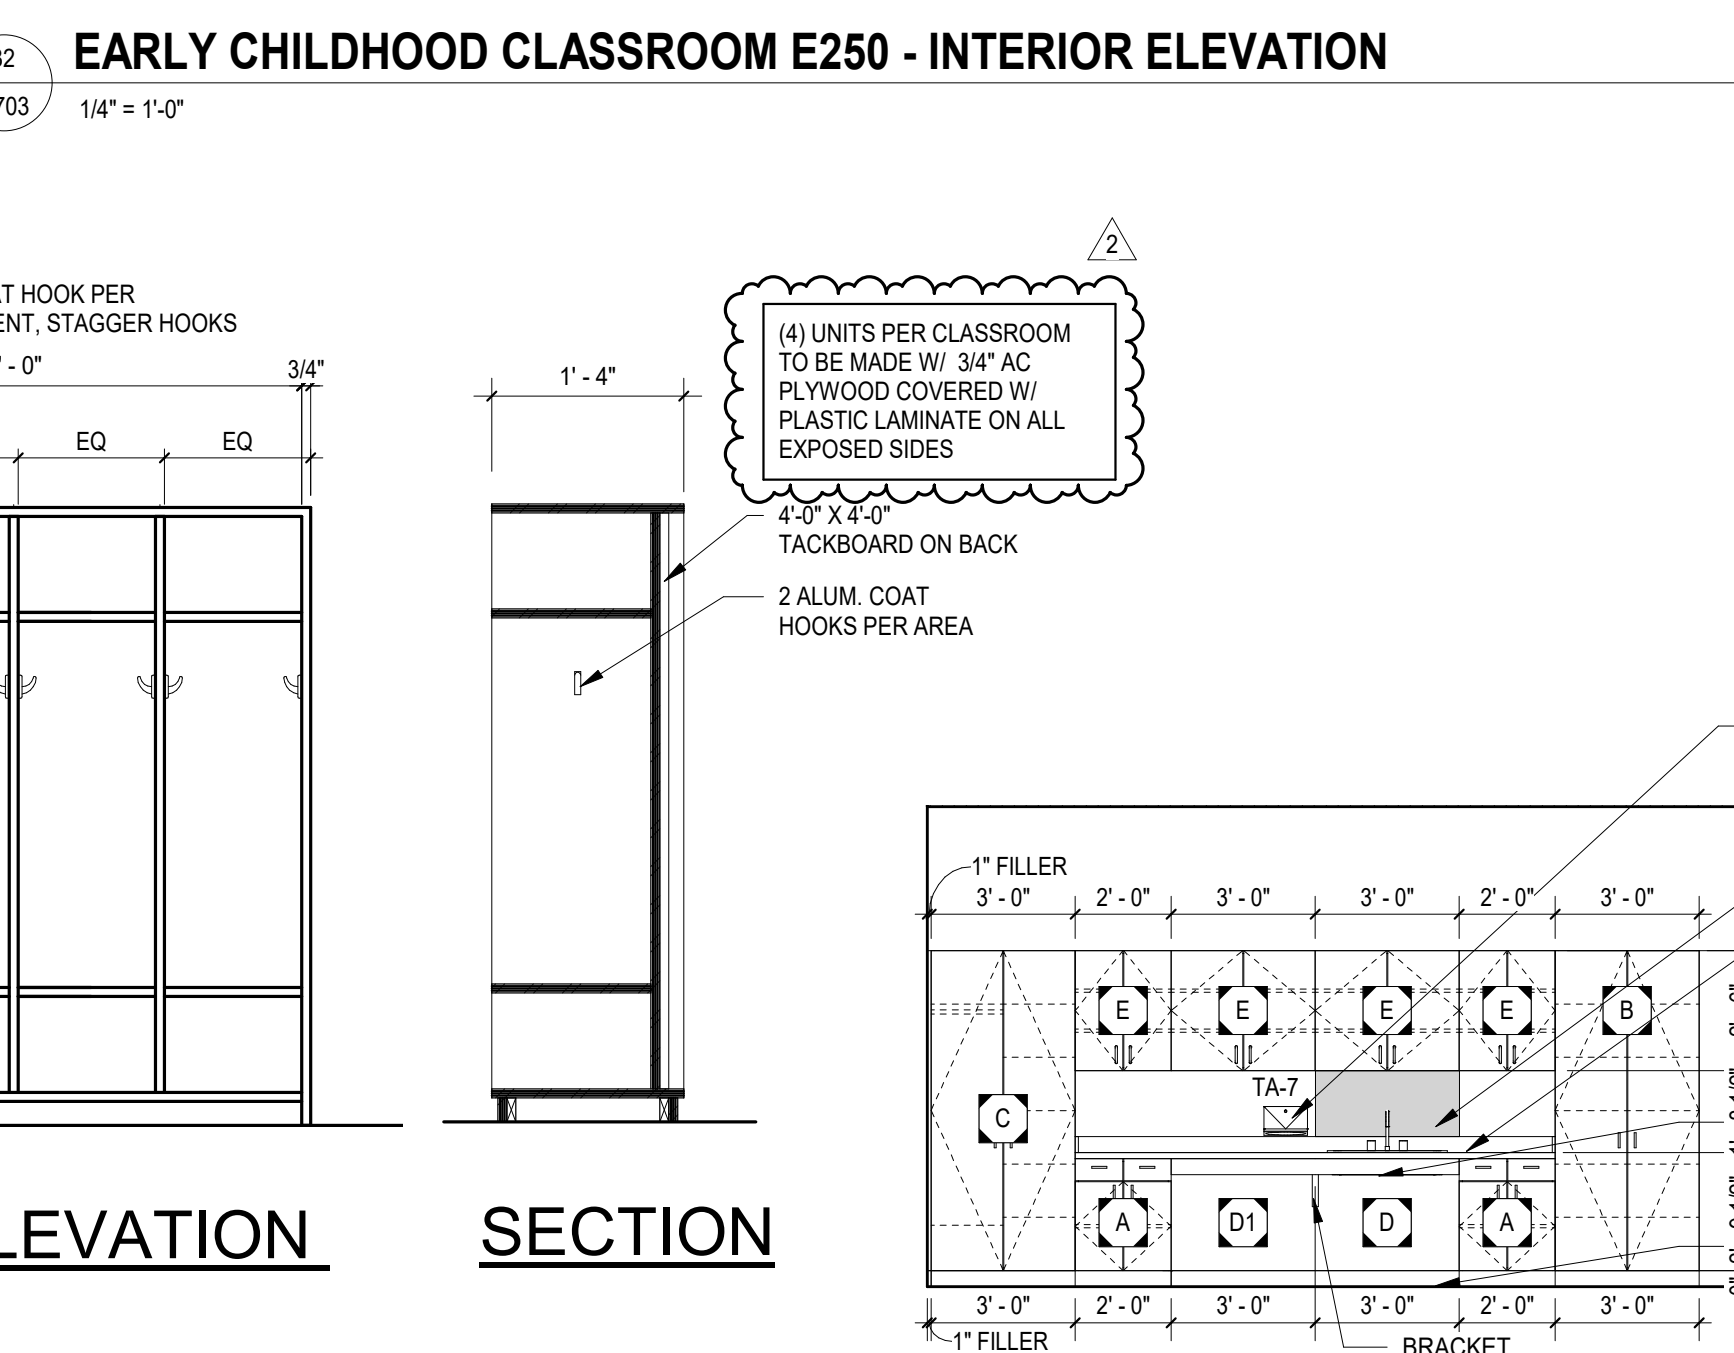 EARLY CHILDHOOD CLASSROOM E250 - INTERIOR ELEVATION
703
1/4" = 1'-0"
2
HOOK PER
STAGGER HOOKS
3/4"
EQ
EQ
1' - 4"
(4) UNITS PER CLASSROOM
TO BE MADE W/ 3/4" AC
PLYWOOD COVERED W/
PLASTIC LAMINATE ON ALL
EXPOSED SIDES
4'-0" X 4'-0"
TACKBOARD ON BACK
2 ALUM. COAT
HOOKS PER AREA
LEVATION
SECTION
1" FILLER
3' - 0" 2' - 0" 3' - 0" 3' - 0" 2' - 0" 3' - 0"
E E E E B
TA-7
C
A D1 D A
3' - 0" 2' - 0" 3' - 0" 3' - 0" 2' - 0" 3' - 0"
1" FILLER
BRACKET